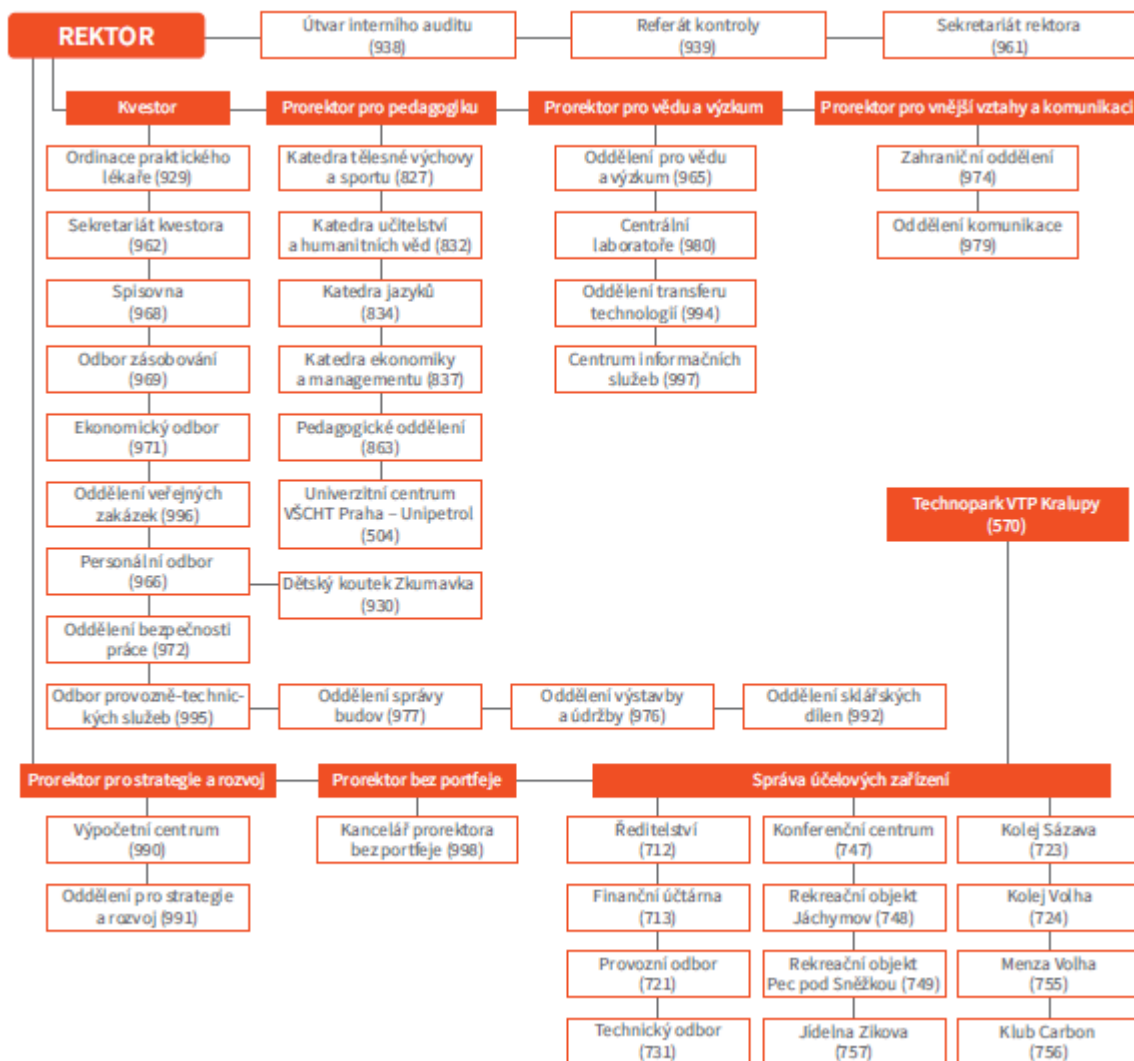 REKTOR
Útvar interního auditu
(938)
Referát kontroly
(939)
Sekretariát rektora
(961)
Kvestor
Prorektor pro pedagogiku
Prorektor pro vědu a výzkum
Prorektor pro vnější vztahy a komunikaci
Ordinace praktického
lékaře (929)
Sekretariát kvestora
(962)
Spisovna
(968)
Odbor zásobování
(969)
Ekonomický odbor
(971)
Oddělení veřejných
zakázek (996)
Personální odbor
(966)
Oddělení bezpečnosti
práce (972)
Odbor provozně-technic-
kých služeb (995)
Katedra tělesné výchovy
a sportu (827)
Katedra učitelství
a humanitních věd (832)
Katedra jazyků
(834)
Katedra ekonomiky
a managementu (837)
Pedagogické oddělení
(863)
Univerzitní centrum
VŠCHT Praha – Unipetrol
(504)
Dětský koutek Zkumavka
(930)
Oddělení správy
budov (977)
Oddělení výstavby
a údržby (976)
Oddělení sklářských
dílen (992)
Oddělení pro vědu
a výzkum (965)
Centrální
laboratoře (980)
Oddělení transferu
technologií (994)
Centrum informačních
služeb (997)
Zahraniční oddělení
(974)
Oddělení komunikace
(979)
Technopark VTP Kralupy
(570)
Prorektor pro strategie a rozvoj
Prorektor bez portfeje
Správa účelových zařízení
Výpočetní centrum
(990)
Oddělení pro strategie
a rozvoj (991)
Kancelář prorektora
bez portfeje (998)
Ředitelství
(712)
Finanční účtárna
(713)
Provozní odbor
(721)
Technický odbor
(731)
Konferenční centrum
(747)
Rekreační objekt
Jáchymov (748)
Rekreační objekt
Pec pod Sněžkou (749)
Jídelna Zikova
(757)
Kolej Sázava
(723)
Kolej Volha
(724)
Menza Volha
(755)
Klub Carbon
(756)